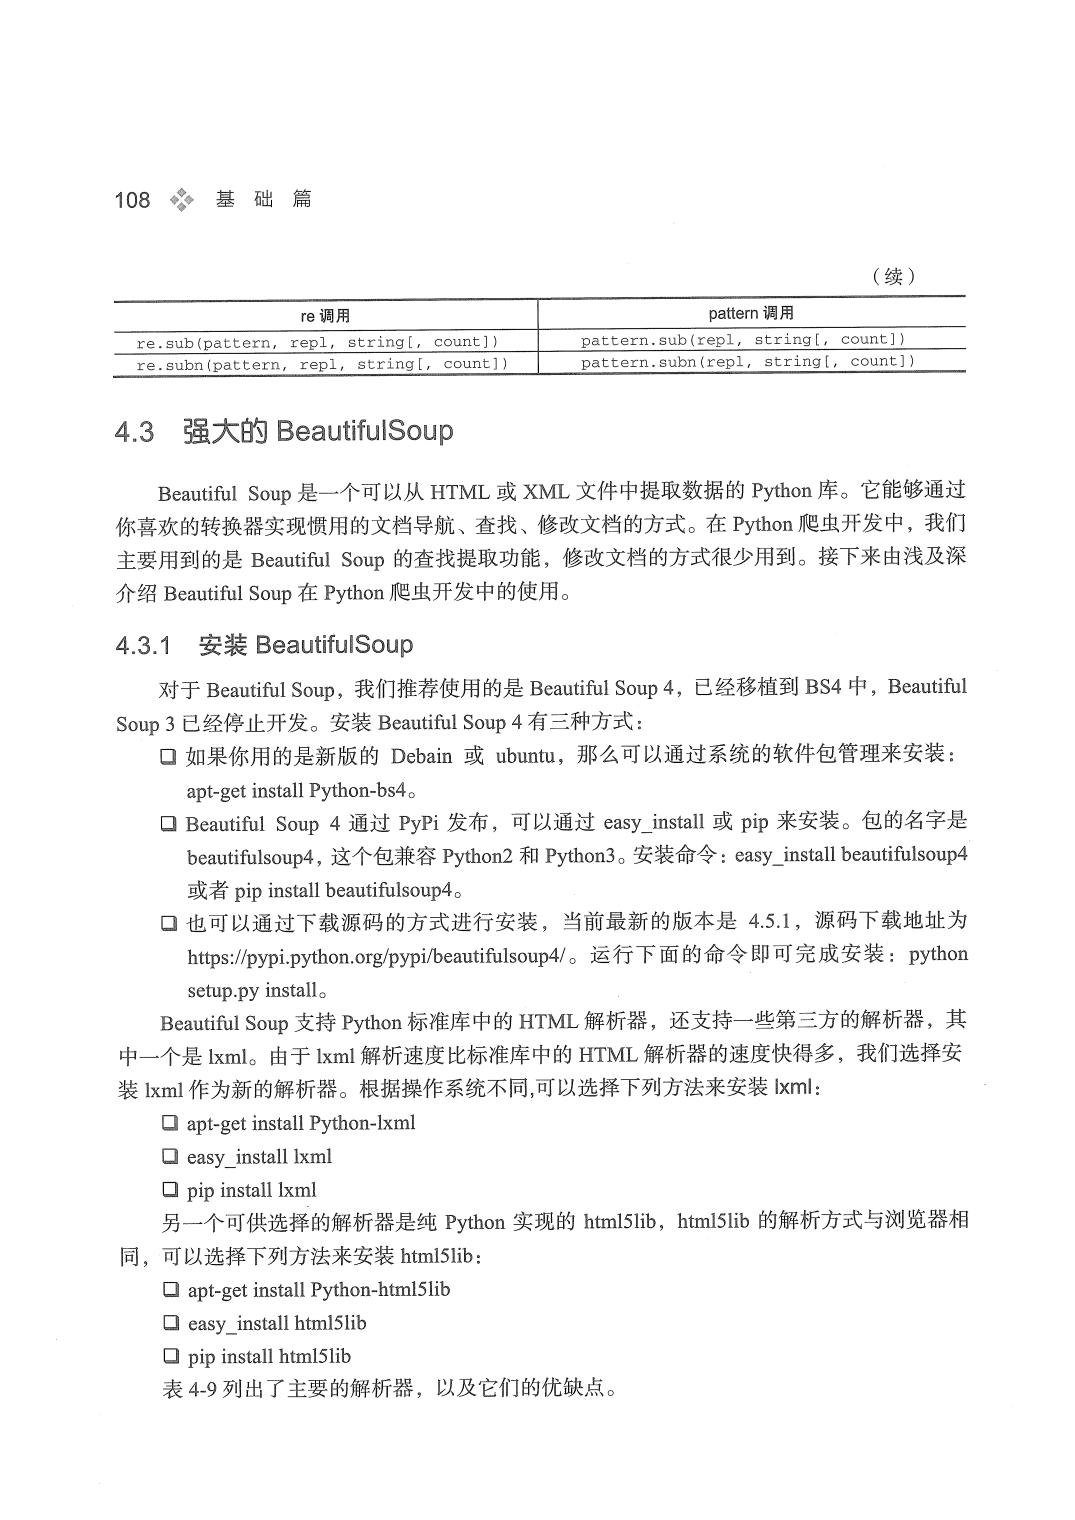 108 基 础 篇
（续）
re 调用 pattern 调用
re.sub(pattern, repl, string[, count]) pattern.sub(repl, string[, count])
re.subn(pattern, repl, string[, count]) pattern.subn(repl, string[, count])
4.3 强大的 BeautifulSoup
Beautiful Soup 是一个可以从 HTML 或 XML 文件中提取数据的 Python 库。它能够通过
你喜欢的转换器实现惯用的文档导航、查找、修改文档的方式。在 Python 爬虫开发中，我们
主要用到的是 Beautiful Soup 的查找提取功能，修改文档的方式很少用到。接下来由浅及深
介绍 Beautiful Soup 在 Python 爬虫开发中的使用。
4.3.1 安装 BeautifulSoup
对于 Beautiful Soup，我们推荐使用的是 Beautiful Soup 4，已经移植到 BS4 中，Beautiful
Soup 3 已经停止开发。安装 Beautiful Soup 4 有三种方式：
❑ 如果你用的是新版的 Debain 或 ubuntu，那么可以通过系统的软件包管理来安装：
apt-get install Python-bs4。
❑ Beautiful Soup 4 通过 PyPi 发布，可以通过 easy_install 或 pip 来安装。包的名字是
beautifulsoup4，这个包兼容 Python2 和 Python3。安装命令：easy_install beautifulsoup4
或者 pip install beautifulsoup4。
❑ 也可以通过下载源码的方式进行安装，当前最新的版本是 4.5.1，源码下载地址为
https://pypi.python.org/pypi/beautifulsoup4/。运行下面的命令即可完成安装：python
setup.py install。
Beautiful Soup 支持 Python 标准库中的 HTML 解析器，还支持一些第三方的解析器，其
中一个是 lxml。由于 lxml 解析速度比标准库中的 HTML 解析器的速度快得多，我们选择安
装 lxml 作为新的解析器。根据操作系统不同,可以选择下列方法来安装 lxml：
❑ apt-get install Python-lxml
❑ easy_install lxml
❑ pip install lxml
另一个可供选择的解析器是纯 Python 实现的 html5lib，html5lib 的解析方式与浏览器相
同，可以选择下列方法来安装 html5lib：
❑ apt-get install Python-html5lib
❑ easy_install html5lib
❑ pip install html5lib
表 4-9 列出了主要的解析器，以及它们的优缺点。